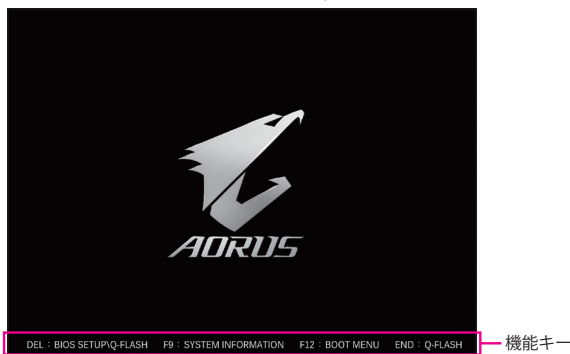 AORUS
DEL : BIOS SETUP\Q-FLASH F9 : SYSTEM INFORMATION F12 : BOOT MENU END : Q-FLASH
機能キー